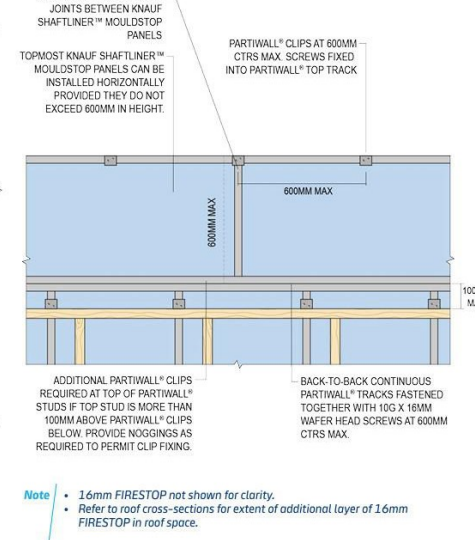 JOINTS BETWEEN KNAUF
SHAFTLINER™ MOULDSTOP
PANELS
TOPMOST KNAUF SHAFTLINER™
MOULDSTOP PANELS CAN BE
INSTALLED HORIZONTALLY
PROVIDED THEY DO NOT
EXCEED 600MM IN HEIGHT.
PARTIWALL® CLIPS AT 600MM
CTRS MAX. SCREWS FIXED
INTO PARTIWALL® TOP TRACK
600MM MAX
600MM MAX
100
ADDITIONAL PARTIWALL® CLIPS
REQUIRED AT TOP OF PARTIWALL®
STUDS IF TOP STUD IS MORE THAN
100MM ABOVE PARTIWALL® CLIPS
BELOW. PROVIDE NOGGINGS AS
REQUIRED TO PERMIT CLIP FIXING.
BACK-TO-BACK CONTINUOUS
PARTIWALL® TRACKS FASTENED
TOGETHER WITH 10G X 16MM
WAFER HEAD SCREWS AT 600MM
CTRS MAX.
Note
• 16mm FIRESTOP not shown for clarity.
• Refer to roof cross-sections for extent of additional layer of 16mm
FIRESTOP in roof space.